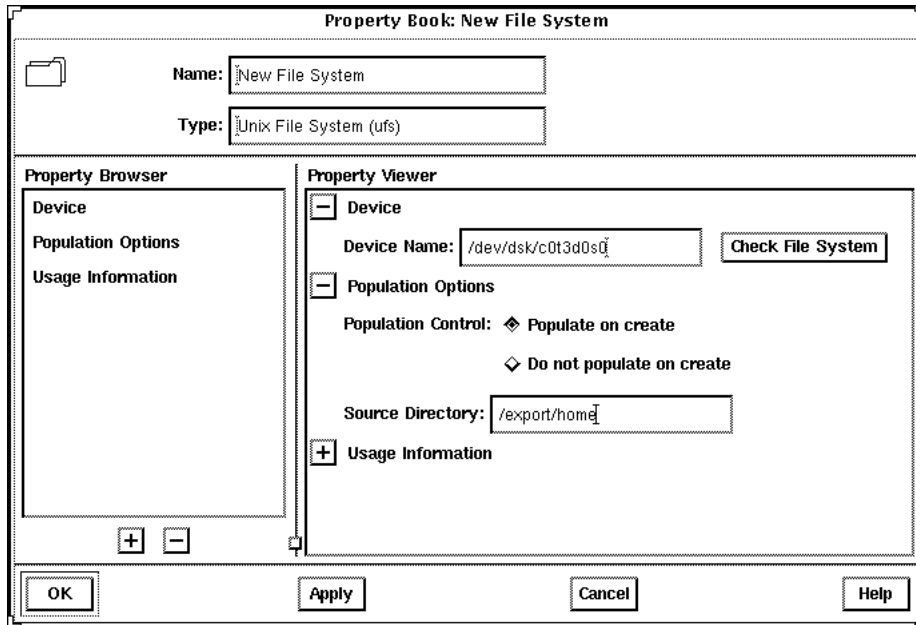 Property Book: New File System
Name: New File System
Type: Unix File System (ufs)
Property Browser
Device
Population Options
Usage Information
+ −
Property Viewer
− Device
Device Name: /dev/dsk/c0t3d0s0 Check File System
− Population Options
Population Control: Populate on create
Do not populate on create
Source Directory: /export/home
+ Usage Information
OK Apply Cancel Help